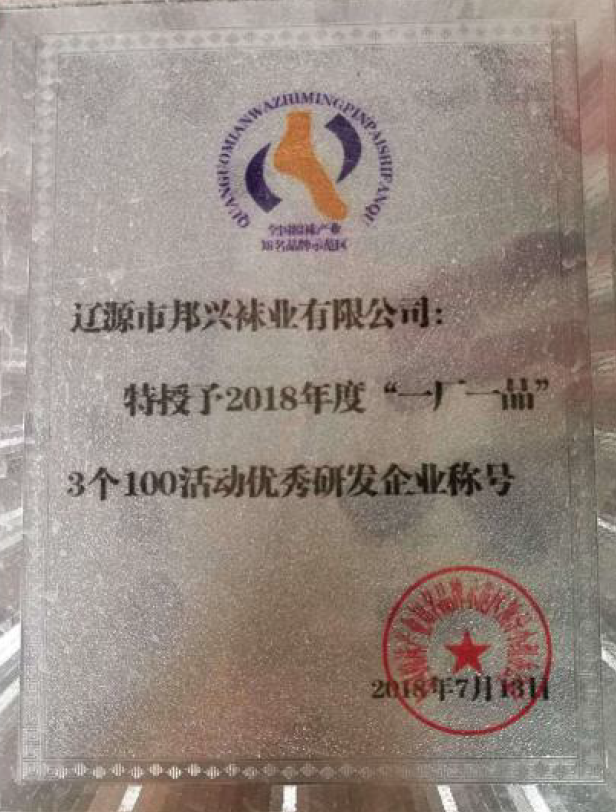 QUANGUOMIANWAZHIMINGPINPAISHIFANQU
全国棉袜产业
知名品牌示范区
辽源市邦兴袜业有限公司：
特授予2018年度“一厂一品”
3个100活动优秀研发企业称号
2018年7月13日